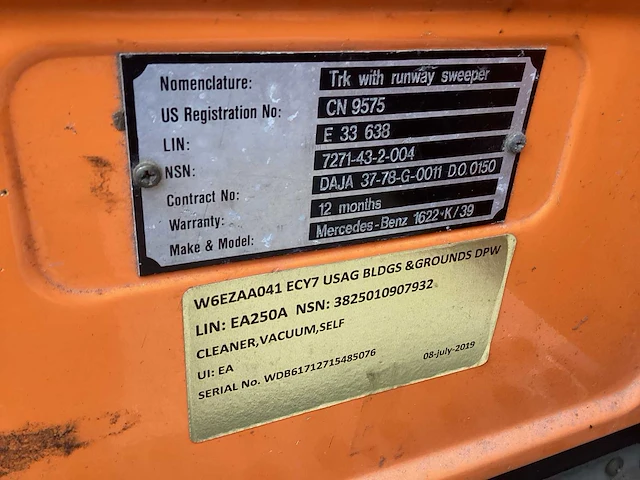 Nomenclature: Trk with runway sweeper
US Registration No: CN 9575
LIN: E 33 638
NSN: 7271-43-2-004
Contract No: DAJA 37-78-G-0011 D.O.0150
Warranty: 12 months
Make & Model: Mercedes-Benz 1622-K/39
W6EZAA041 ECY7 USAG BLDGS &GROUNDS DPW
LIN: EA250A NSN: 3825010907932
CLEANER,VACUUM,SELF
UI: EA
SERIAL No. WDB61712715485076 08-july-2019